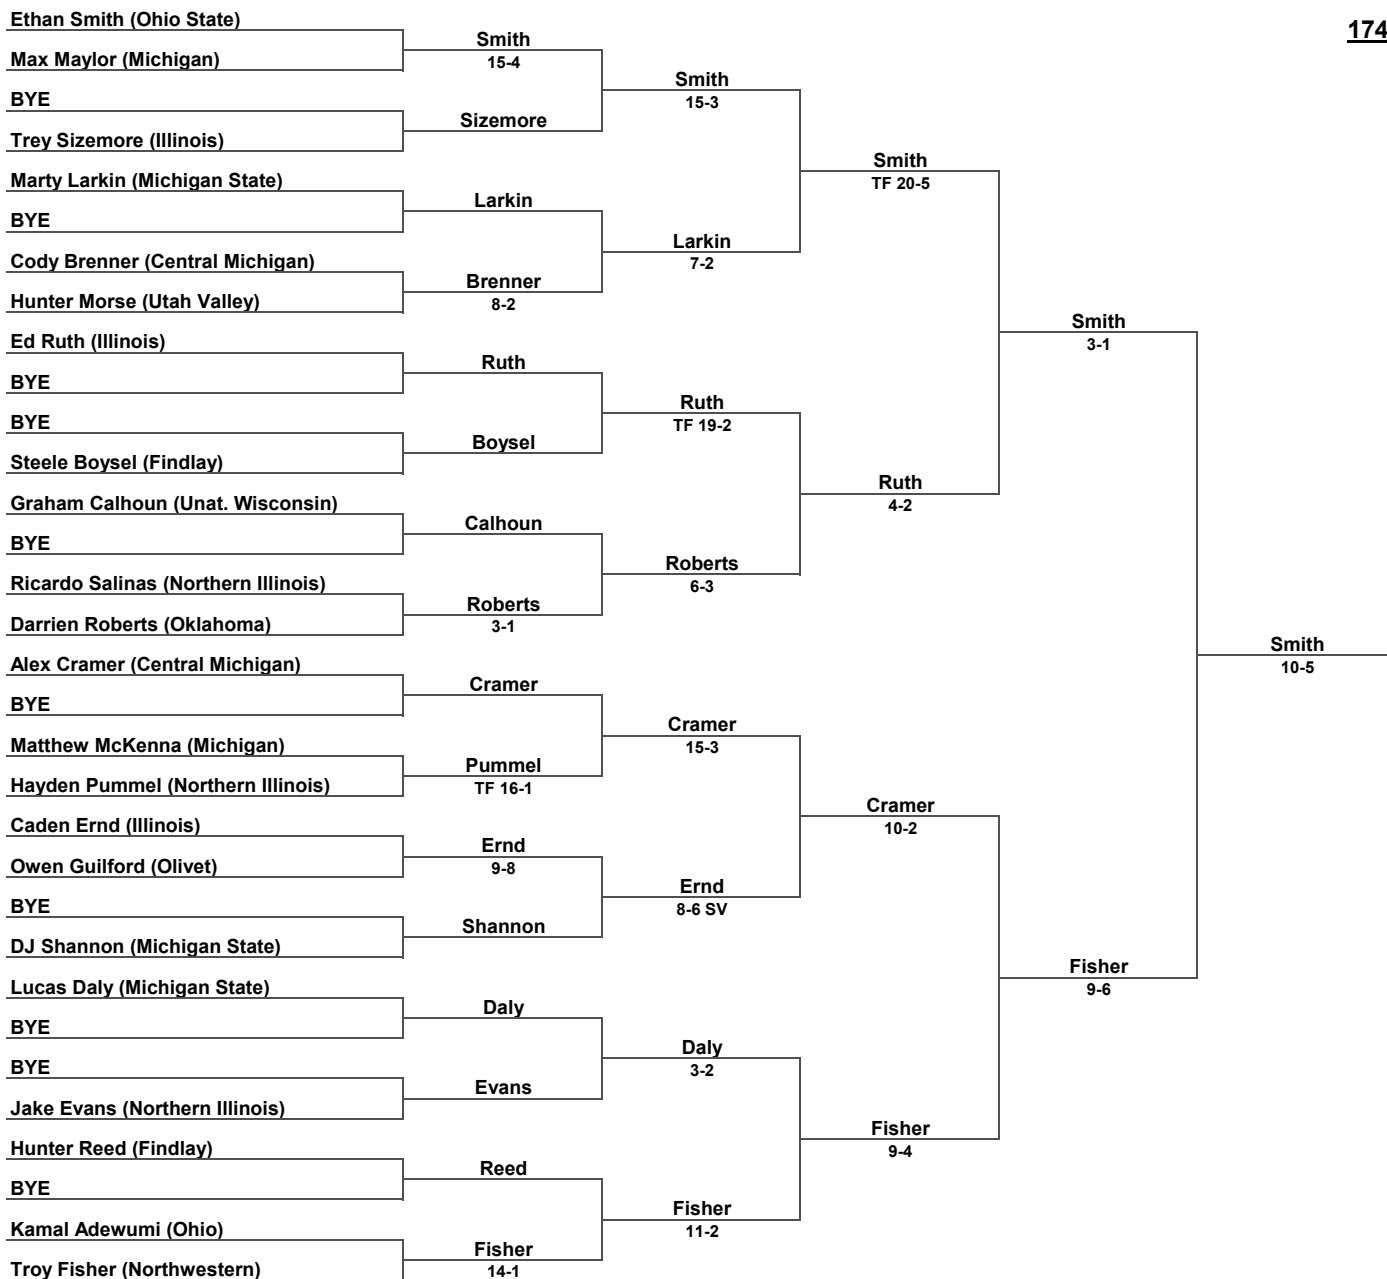 174
Ethan Smith (Ohio State)
Max Maylor (Michigan)
BYE
Trey Sizemore (Illinois)
Marty Larkin (Michigan State)
BYE
Cody Brenner (Central Michigan)
Hunter Morse (Utah Valley)
Ed Ruth (Illinois)
BYE
BYE
Steele Boysel (Findlay)
Graham Calhoun (Unat. Wisconsin)
BYE
Ricardo Salinas (Northern Illinois)
Darrien Roberts (Oklahoma)
Alex Cramer (Central Michigan)
BYE
Matthew McKenna (Michigan)
Hayden Pummel (Northern Illinois)
Caden Ernd (Illinois)
Owen Guilford (Olivet)
BYE
DJ Shannon (Michigan State)
Lucas Daly (Michigan State)
BYE
BYE
Jake Evans (Northern Illinois)
Hunter Reed (Findlay)
BYE
Kamal Adewumi (Ohio)
Troy Fisher (Northwestern)
Smith
15-4
Sizemore
Larkin
Brenner
8-2
Ruth
Boysel
Calhoun
Roberts
3-1
Cramer
Pummel
TF 16-1
Ernd
9-8
Shannon
Daly
Evans
Reed
Fisher
14-1
Smith
15-3
Larkin
7-2
Ruth
TF 19-2
Roberts
6-3
Cramer
15-3
Ernd
8-6 SV
Daly
3-2
Fisher
11-2
Smith
TF 20-5
Ruth
4-2
Cramer
10-2
Fisher
9-4
Smith
3-1
Fisher
9-6
Smith
10-5